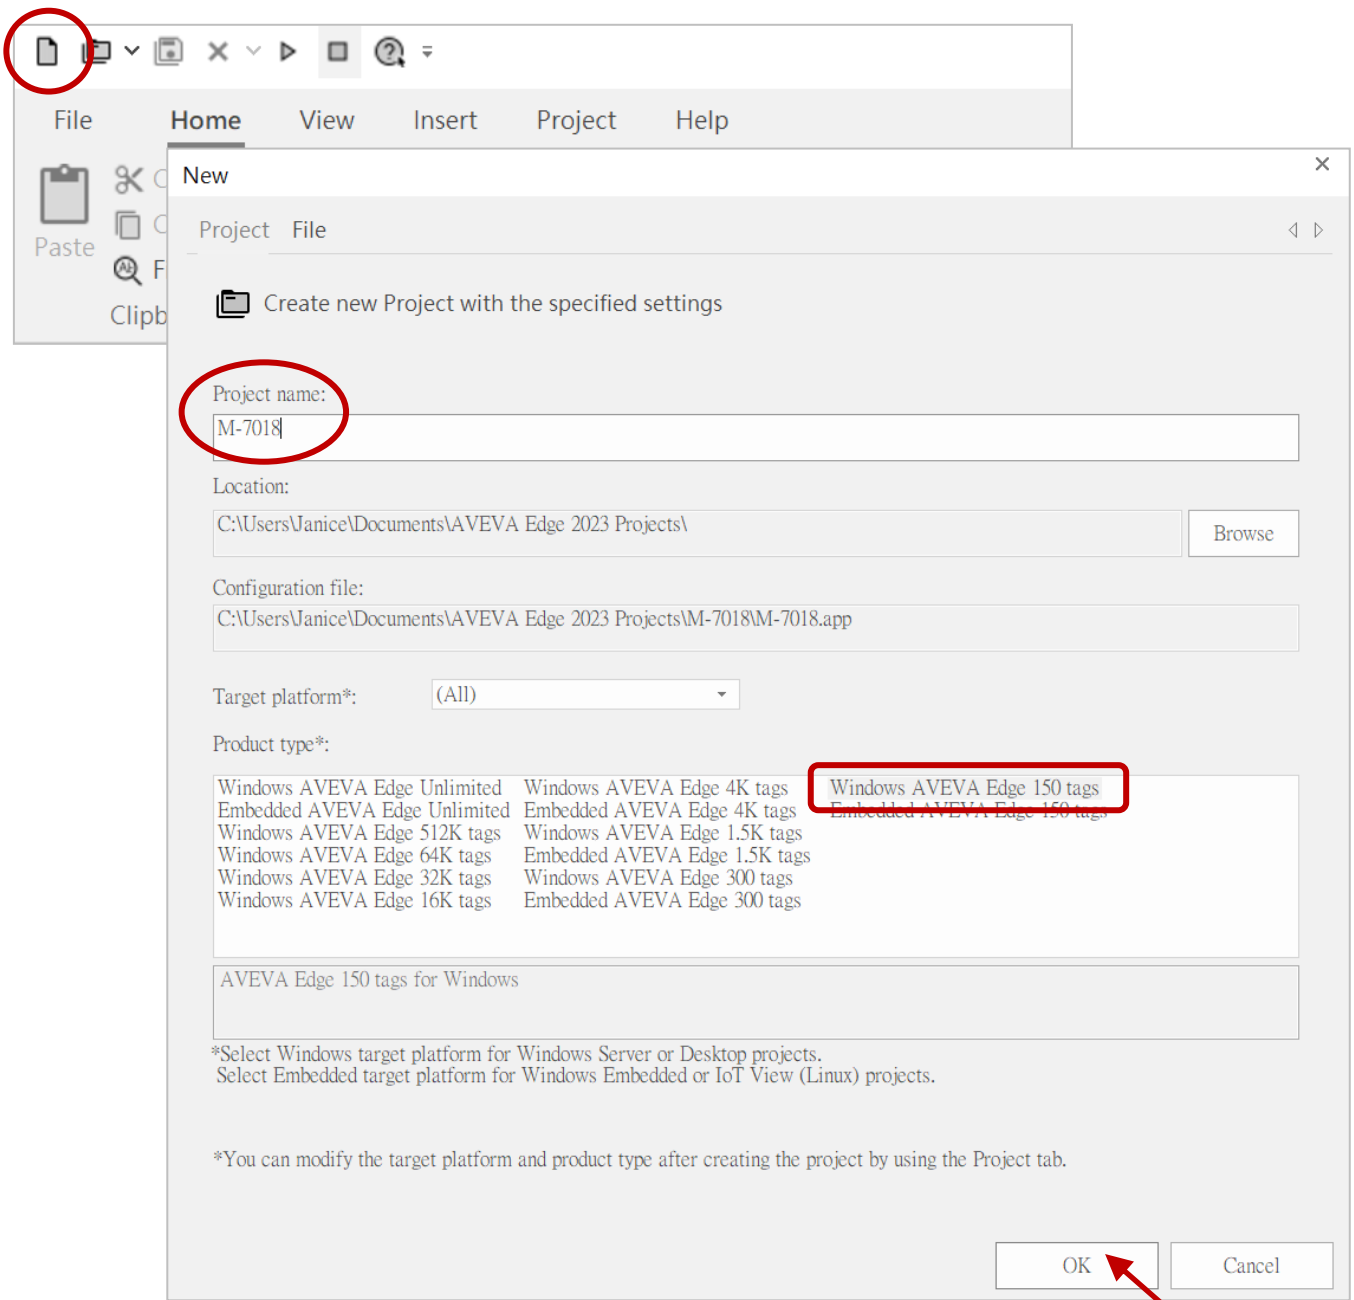 File Home View Insert Project Help
Paste
Clipb
New
Project File
Create new Project with the specified settings
Project name:
M-7018
Location:
C:\Users\Janice\Documents\AVEVA Edge 2023 Projects\
Browse
Configuration file:
C:\Users\Janice\Documents\AVEVA Edge 2023 Projects\M-7018\M-7018.app
Target platform*: (All)
Product type*:
Windows AVEVA Edge Unlimited Windows AVEVA Edge 4K tags Windows AVEVA Edge 150 tags
Embedded AVEVA Edge Unlimited Embedded AVEVA Edge 4K tags Embedded AVEVA Edge 150 tags
Windows AVEVA Edge 512K tags Windows AVEVA Edge 1.5K tags
Windows AVEVA Edge 64K tags Embedded AVEVA Edge 1.5K tags
Windows AVEVA Edge 32K tags Windows AVEVA Edge 300 tags
Windows AVEVA Edge 16K tags Embedded AVEVA Edge 300 tags
AVEVA Edge 150 tags for Windows
*Select Windows target platform for Windows Server or Desktop projects.
Select Embedded target platform for Windows Embedded or IoT View (Linux) projects.
*You can modify the target platform and product type after creating the project by using the Project tab.
OK Cancel